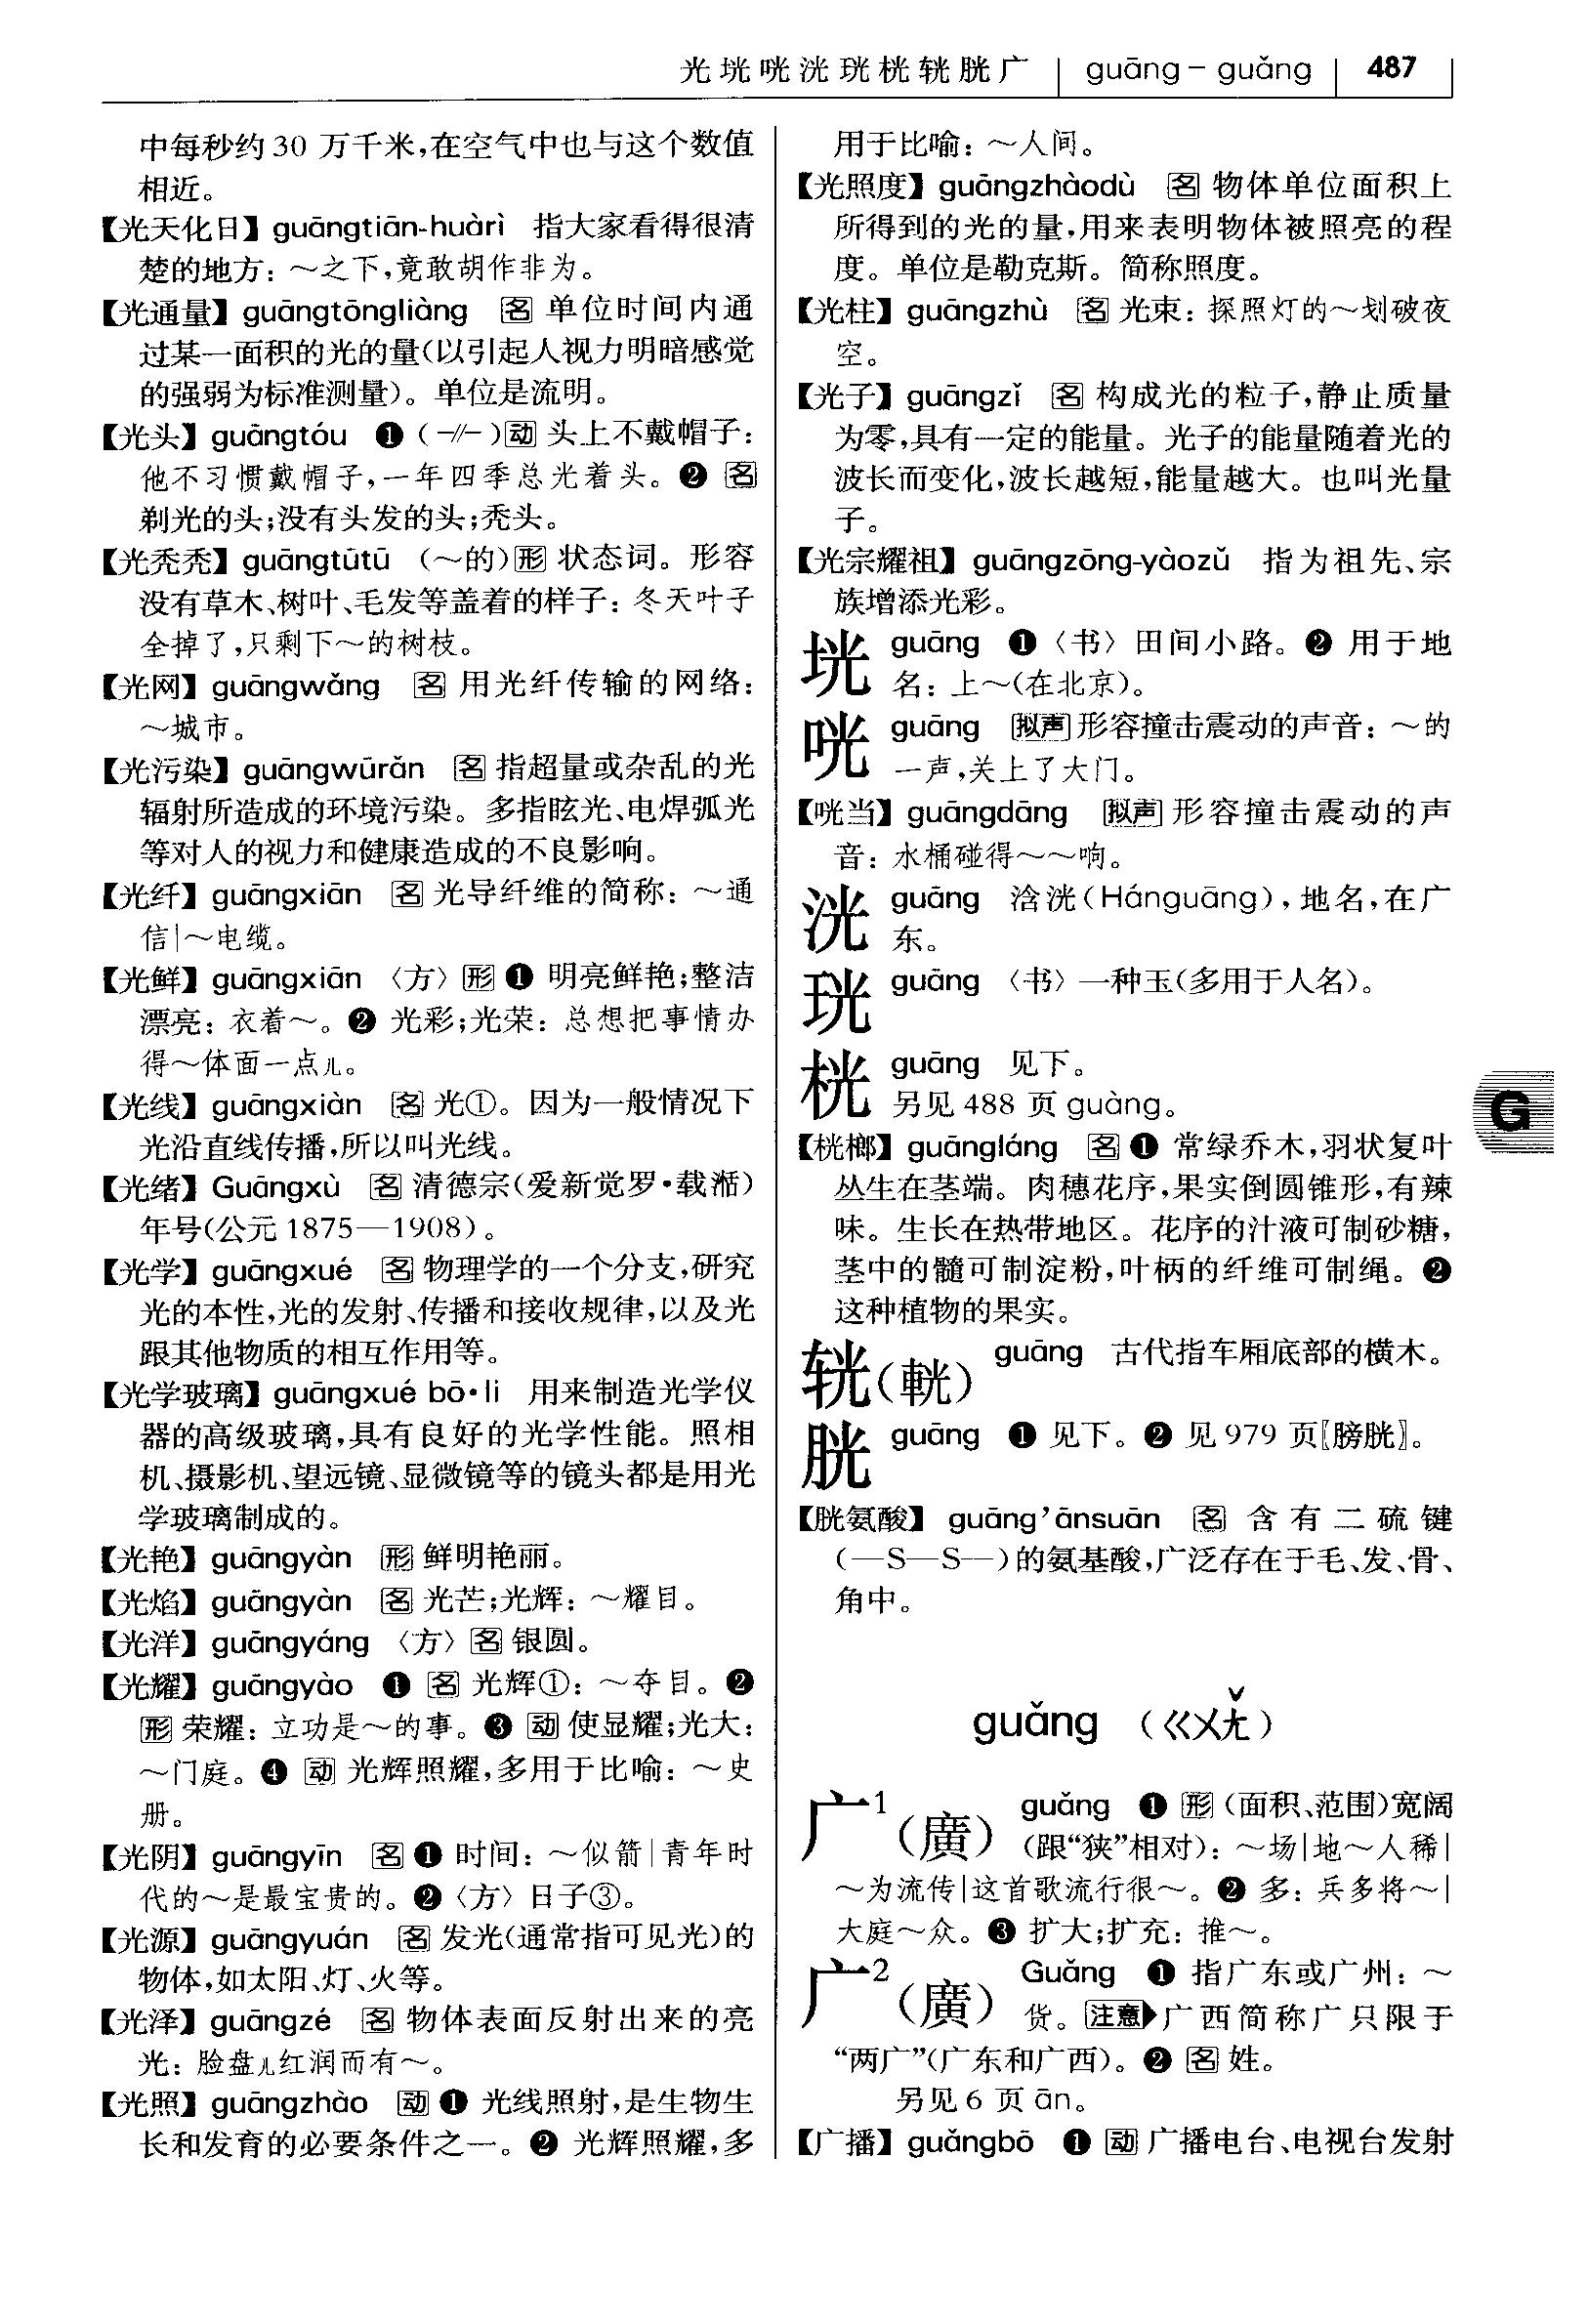 光垙咣洸珖桄𬐹胱广 guāng－guǎng 487
中每秒约30 万千米,在空气中也与这个数值
相近。
【光天化日】guāngtiān-huàrì 指大家看得很清
楚的地方：～之下,竟敢胡作非为。
【光通量】guāngtōngliàng 名 单位时间内通
过某一面积的光的量(以引起人视力明暗感觉
的强弱为标准测量)。单位是流明。
【光头】guāngtóu ❶（-//-）动 头上不戴帽子：
他不习惯戴帽子,一年四季总光着头。❷ 名
剃光的头;没有头发的头;秃头。
【光秃秃】guāngtūtū （～的)形 状态词。形容
没有草木、树叶、毛发等盖着的样子：冬天叶子
全掉了,只剩下～的树枝。
【光网】guāngwǎng 名 用光纤传输的网络：
～城市。
【光污染】guāngwūrǎn 名 指超量或杂乱的光
辐射所造成的环境污染。多指眩光、电焊弧光
等对人的视力和健康造成的不良影响。
【光纤】guāngxiān 名 光导纤维的简称：～通
信|～电缆。
【光鲜】guāngxiān 〈方〉形 ❶ 明亮鲜艳;整洁
漂亮：衣着～。❷ 光彩;光荣：总想把事情办
得～体面一点儿。
【光线】guāngxiàn 名 光①。因为一般情况下
光沿直线传播,所以叫光线。
【光绪】Guāngxù 名 清德宗(爱新觉罗·载湉)
年号(公元1875—1908)。
【光学】guāngxué 名 物理学的一个分支,研究
光的本性,光的发射、传播和接收规律,以及光
跟其他物质的相互作用等。
【光学玻璃】guāngxué bō·li 用来制造光学仪
器的高级玻璃,具有良好的光学性能。照相
机、摄影机、望远镜、显微镜等的镜头都是用光
学玻璃制成的。
【光艳】guāngyàn 形 鲜明艳丽。
【光焰】guāngyàn 名 光芒;光辉：～耀目。
【光洋】guāngyáng 〈方〉名 银圆。
【光耀】guāngyào ❶ 名 光辉①：～夺目。❷
形 荣耀：立功是～的事。❸ 动 使显耀;光大：
～门庭。❹ 动 光辉照耀,多用于比喻：～史
册。
【光阴】guāngyīn 名 ❶ 时间：～似箭|青年时
代的～是最宝贵的。❷〈方〉日子③。
【光源】guāngyuán 名 发光(通常指可见光)的
物体,如太阳、灯、火等。
【光泽】guāngzé 名 物体表面反射出来的亮
光：脸盘儿红润而有～。
【光照】guāngzhào 动 ❶ 光线照射,是生物生
长和发育的必要条件之一。❷ 光辉照耀,多
用于比喻：～人间。
【光照度】guāngzhàodù 名 物体单位面积上
所得到的光的量,用来表明物体被照亮的程
度。单位是勒克斯。简称照度。
【光柱】guāngzhù 名 光束：探照灯的～划破夜
空。
【光子】guāngzǐ 名 构成光的粒子,静止质量
为零,具有一定的能量。光子的能量随着光的
波长而变化,波长越短,能量越大。也叫光量
子。
【光宗耀祖】guāngzōng-yàozǔ 指为祖先、宗
族增添光彩。
垙 guāng ❶〈书〉田间小路。❷ 用于地
名：上～(在北京)。
咣 guāng 拟声 形容撞击震动的声音：～的
一声,关上了大门。
【咣当】guāngdāng 拟声 形容撞击震动的声
音：水桶碰得～～响。
洸 guāng 浛洸(Hánguāng),地名,在广
东。
珖 guāng 〈书〉一种玉(多用于人名)。
桄 guāng 见下。
另见 488 页 guàng。
【桄榔】guāngláng 名 ❶ 常绿乔木,羽状复叶
丛生在茎端。肉穗花序,果实倒圆锥形,有辣
味。生长在热带地区。花序的汁液可制砂糖,
茎中的髓可制淀粉,叶柄的纤维可制绳。❷
这种植物的果实。
𬐹(輄) guāng 古代指车厢底部的横木。
胱 guāng ❶ 见下。❷ 见979 页〖膀胱〗。
【胱氨酸】guāng’ānsuān 名 含有二硫键
(—S—S—)的氨基酸,广泛存在于毛、发、骨、
角中。
guǎng （ㄍㄨㄤˇ）
广¹(廣) guǎng ❶ 形（面积、范围)宽阔
(跟“狭”相对)：～场|地～人稀|
～为流传|这首歌流行很～。❷ 多：兵多将～|
大庭～众。❸ 扩大;扩充：推～。
广²(廣) Guǎng ❶ 指广东或广州：～
货。注意 广西简称广只限于
“两广”(广东和广西)。❷ 名 姓。
另见 6 页 ān。
【广播】guǎngbō ❶ 动 广播电台、电视台发射
G